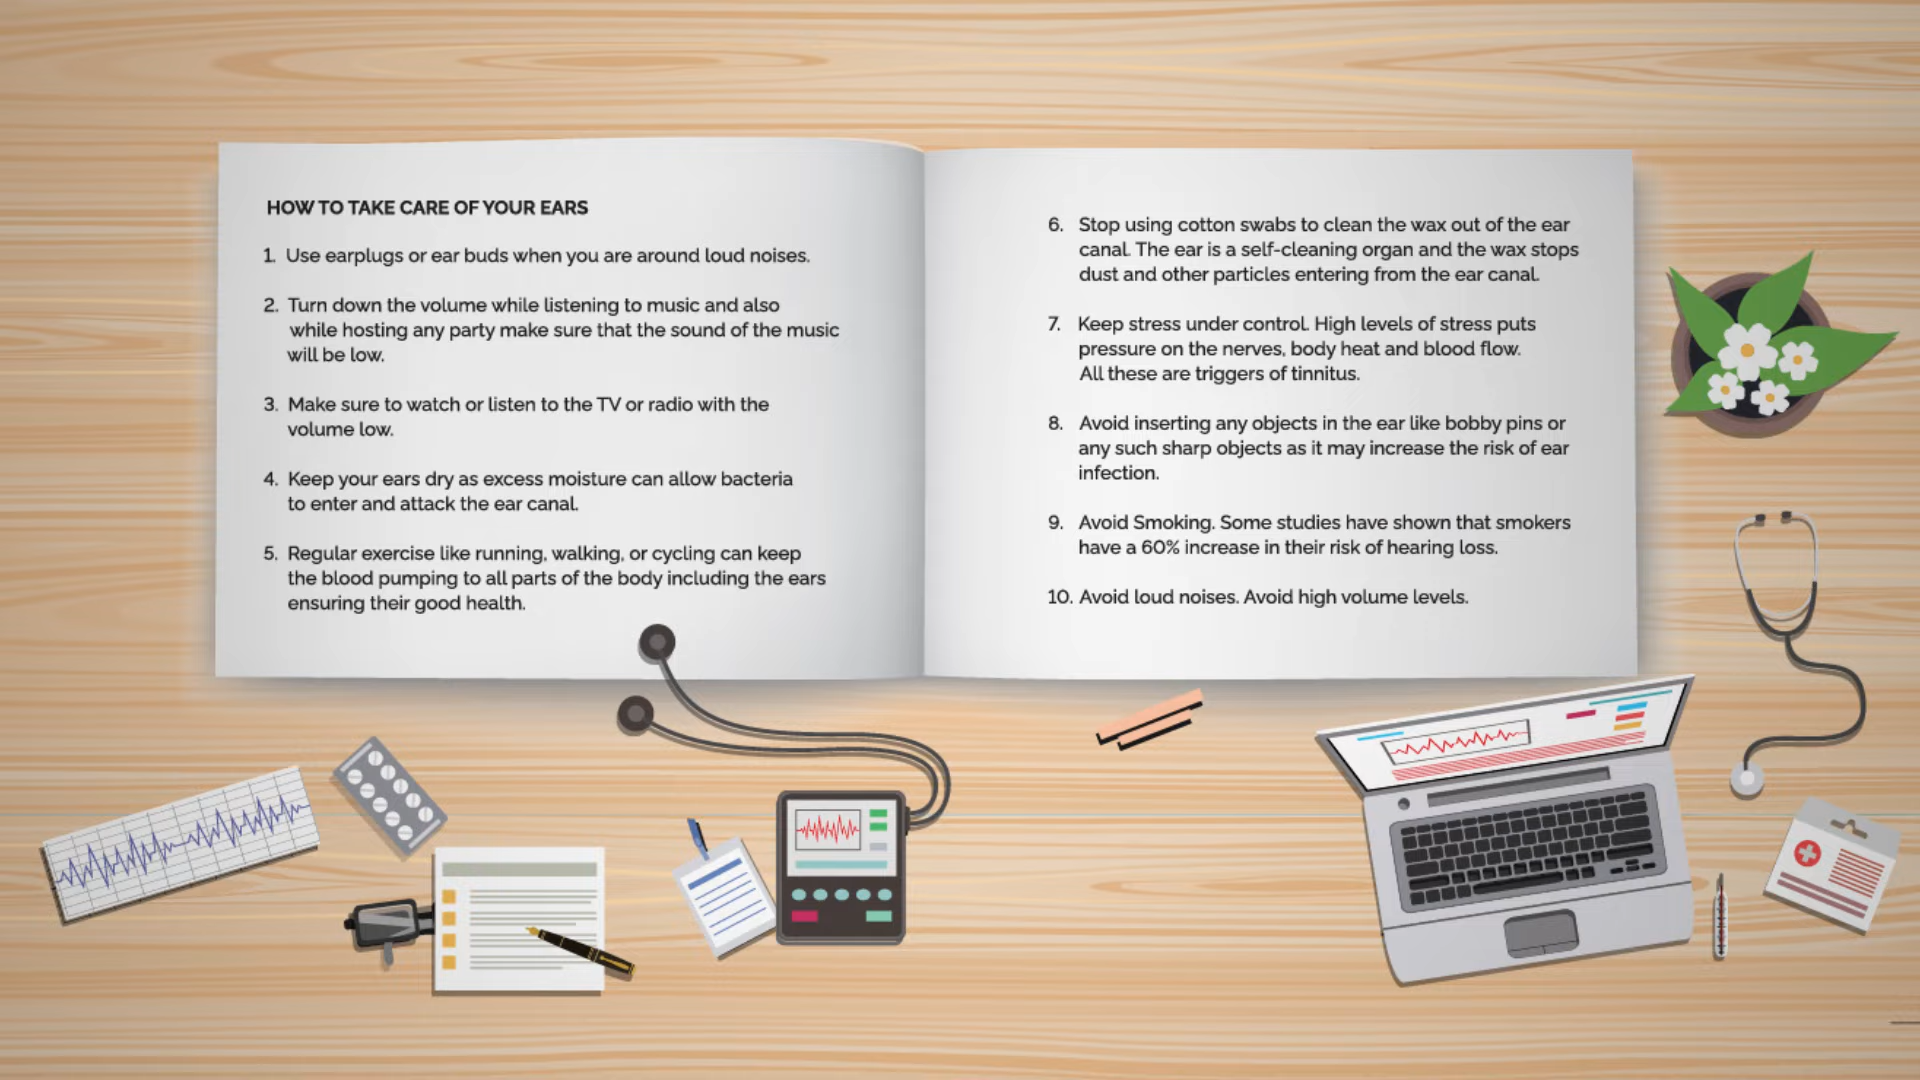 HOW TO TAKE CARE OF YOUR EARS
1. Use earplugs or ear buds when you are around loud noises.
2. Turn down the volume while listening to music and also
while hosting any party make sure that the sound of the music
will be low.
3. Make sure to watch or listen to the TV or radio with the
volume low.
4. Keep your ears dry as excess moisture can allow bacteria
to enter and attack the ear canal.
5. Regular exercise like running, walking, or cycling can keep
the blood pumping to all parts of the body including the ears
ensuring their good health.
6. Stop using cotton swabs to clean the wax out of the ear
canal. The ear is a self-cleaning organ and the wax stops
dust and other particles entering from the ear canal.
7. Keep stress under control. High levels of stress puts
pressure on the nerves, body heat and blood flow.
All these are triggers of tinnitus.
8. Avoid inserting any objects in the ear like bobby pins or
any such sharp objects as it may increase the risk of ear
infection.
9. Avoid Smoking. Some studies have shown that smokers
have a 60% increase in their risk of hearing loss.
10. Avoid loud noises. Avoid high volume levels.